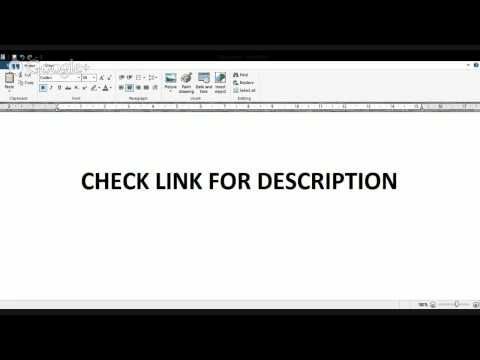 Google+
Home
View
Paste
Cut
Copy
Calibri
Picture
Paint drawing
Date and time
Insert object
Find
Replace
Select all
Clipboard
Font
Paragraph
Insert
Editing
CHECK LINK FOR DESCRIPTION
100%